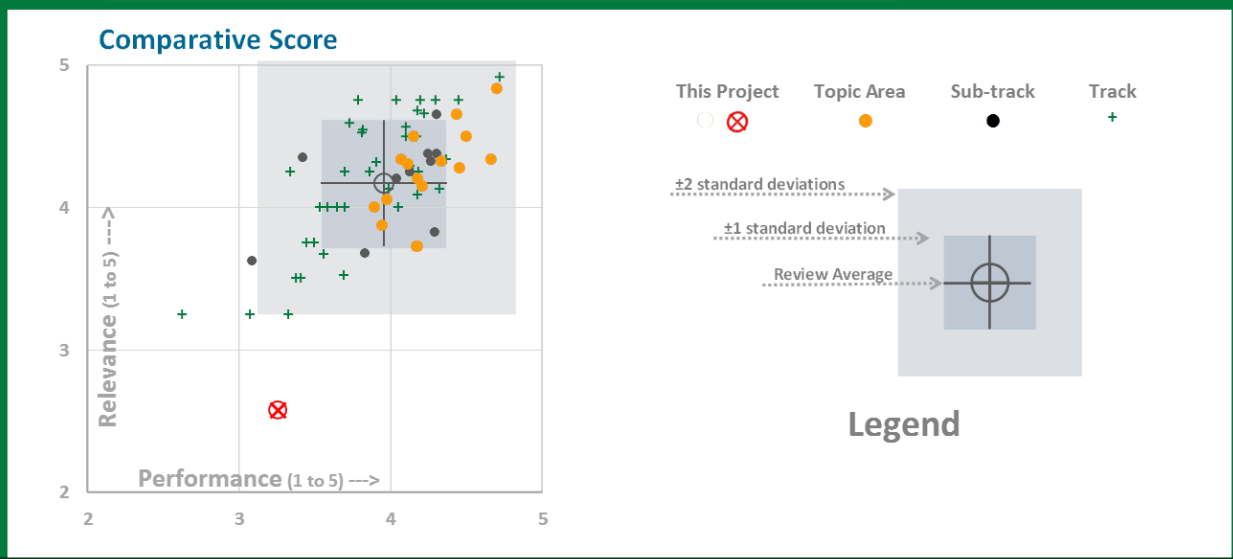 Comparative Score
5
4
3
2
Relevance (1 to 5) --->
Performance (1 to 5) --->
2
3
4
5
This Project
Topic Area
Sub-track
Track
±2 standard deviations
±1 standard deviation
Review Average
Legend